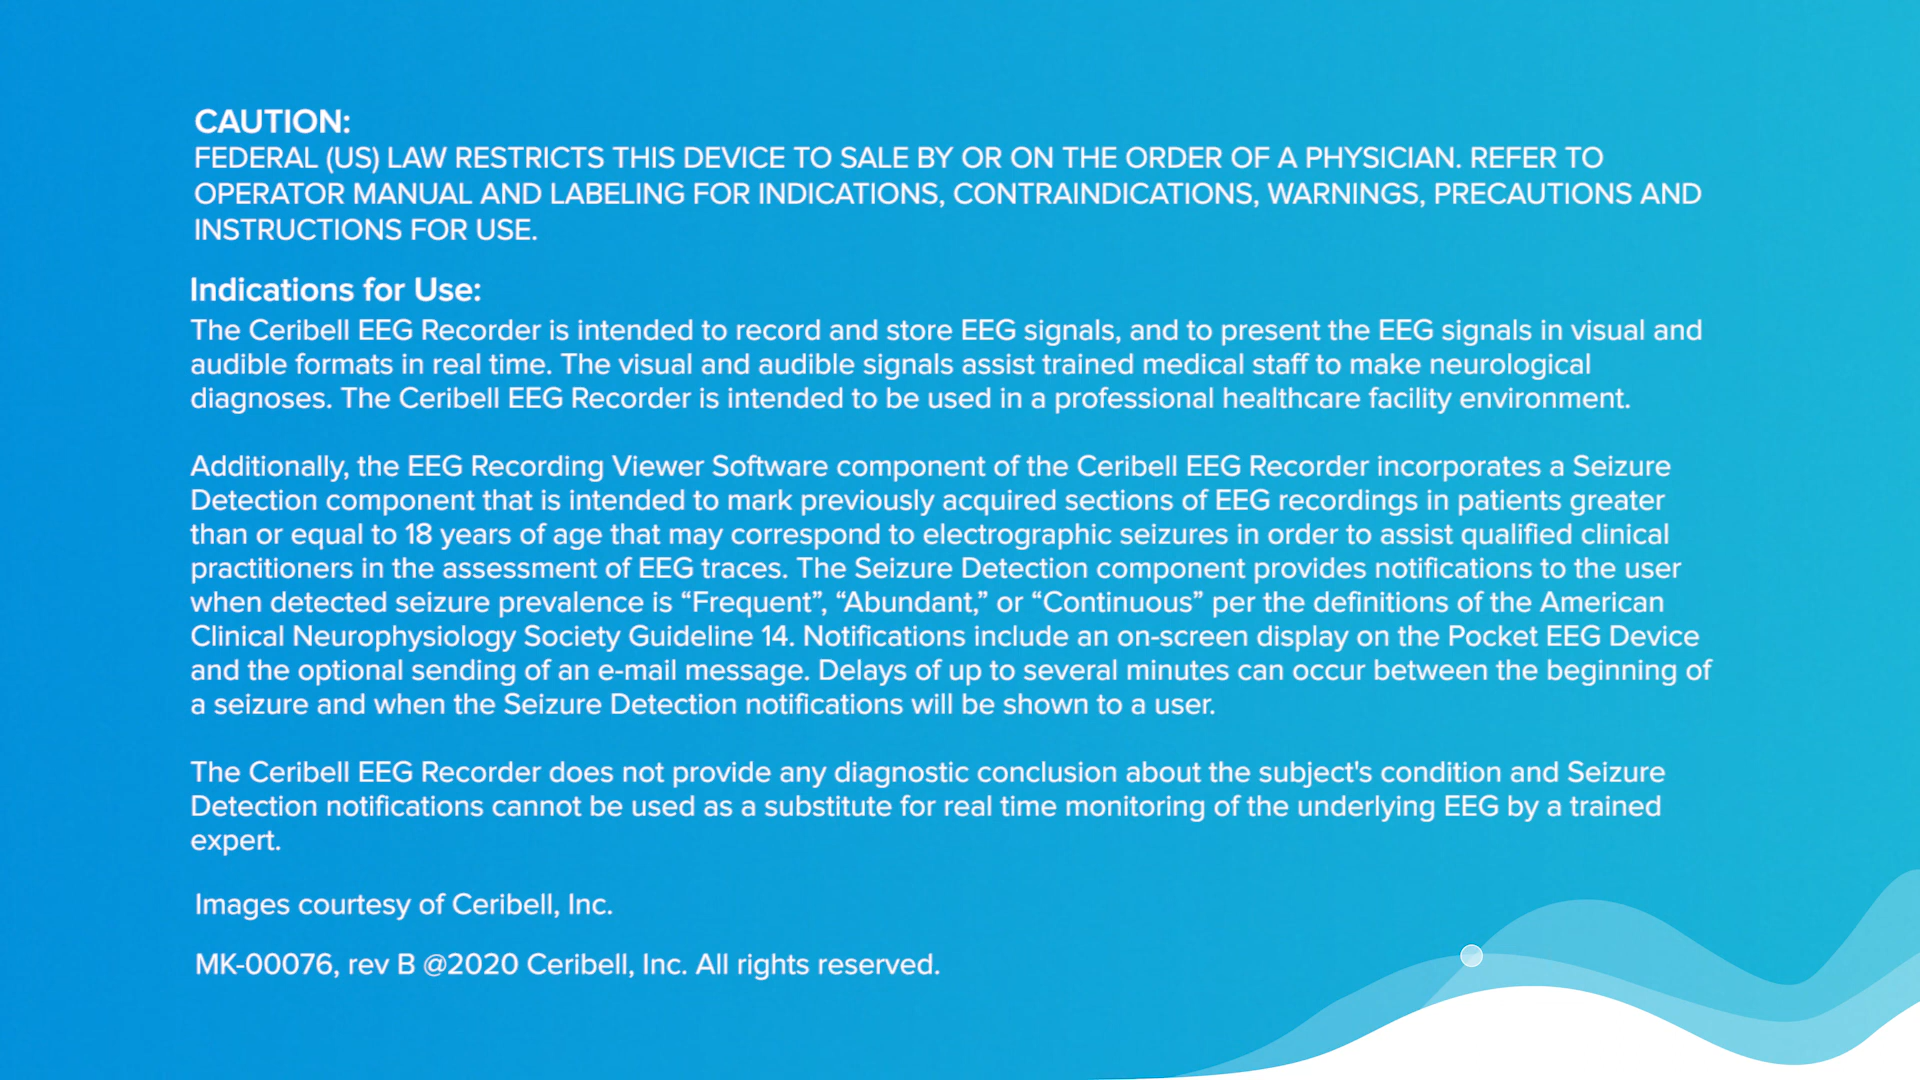 CAUTION:
FEDERAL (US) LAW RESTRICTS THIS DEVICE TO SALE BY OR ON THE ORDER OF A PHYSICIAN. REFER TO
OPERATOR MANUAL AND LABELING FOR INDICATIONS, CONTRAINDICATIONS, WARNINGS, PRECAUTIONS AND
INSTRUCTIONS FOR USE.
Indications for Use:
The Ceribell EEG Recorder is intended to record and store EEG signals, and to present the EEG signals in visual and
audible formats in real time. The visual and audible signals assist trained medical staff to make neurological
diagnoses. The Ceribell EEG Recorder is intended to be used in a professional healthcare facility environment.
Additionally, the EEG Recording Viewer Software component of the Ceribell EEG Recorder incorporates a Seizure
Detection component that is intended to mark previously acquired sections of EEG recordings in patients greater
than or equal to 18 years of age that may correspond to electrographic seizures in order to assist qualified clinical
practitioners in the assessment of EEG traces. The Seizure Detection component provides notifications to the user
when detected seizure prevalence is “Frequent”, “Abundant,” or “Continuous” per the definitions of the American
Clinical Neurophysiology Society Guideline 14. Notifications include an on-screen display on the Pocket EEG Device
and the optional sending of an e-mail message. Delays of up to several minutes can occur between the beginning of
a seizure and when the Seizure Detection notifications will be shown to a user.
The Ceribell EEG Recorder does not provide any diagnostic conclusion about the subject's condition and Seizure
Detection notifications cannot be used as a substitute for real time monitoring of the underlying EEG by a trained
expert.
Images courtesy of Ceribell, Inc.
MK-00076, rev B @2020 Ceribell, Inc. All rights reserved.